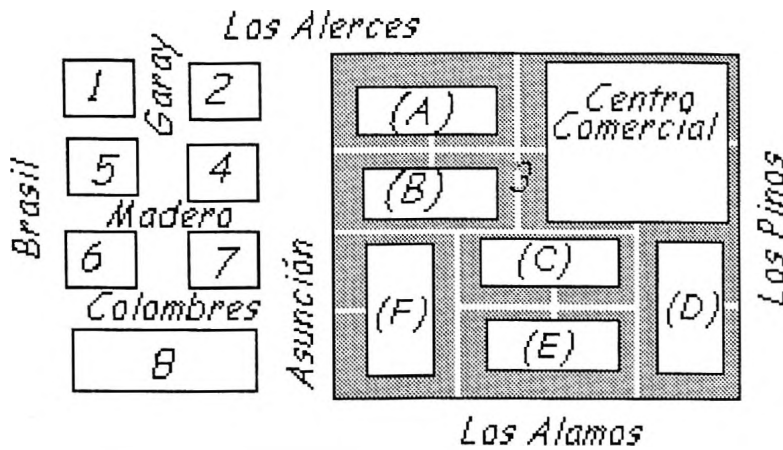 Los Alerces
1
Garay
2
(A)
Centro
Comercial
Brasil
5
4
(B)
3
Madero
Los Pinos
6
7
Asunción
(C)
(F)
(D)
Colombres
8
(E)
Los Alamos